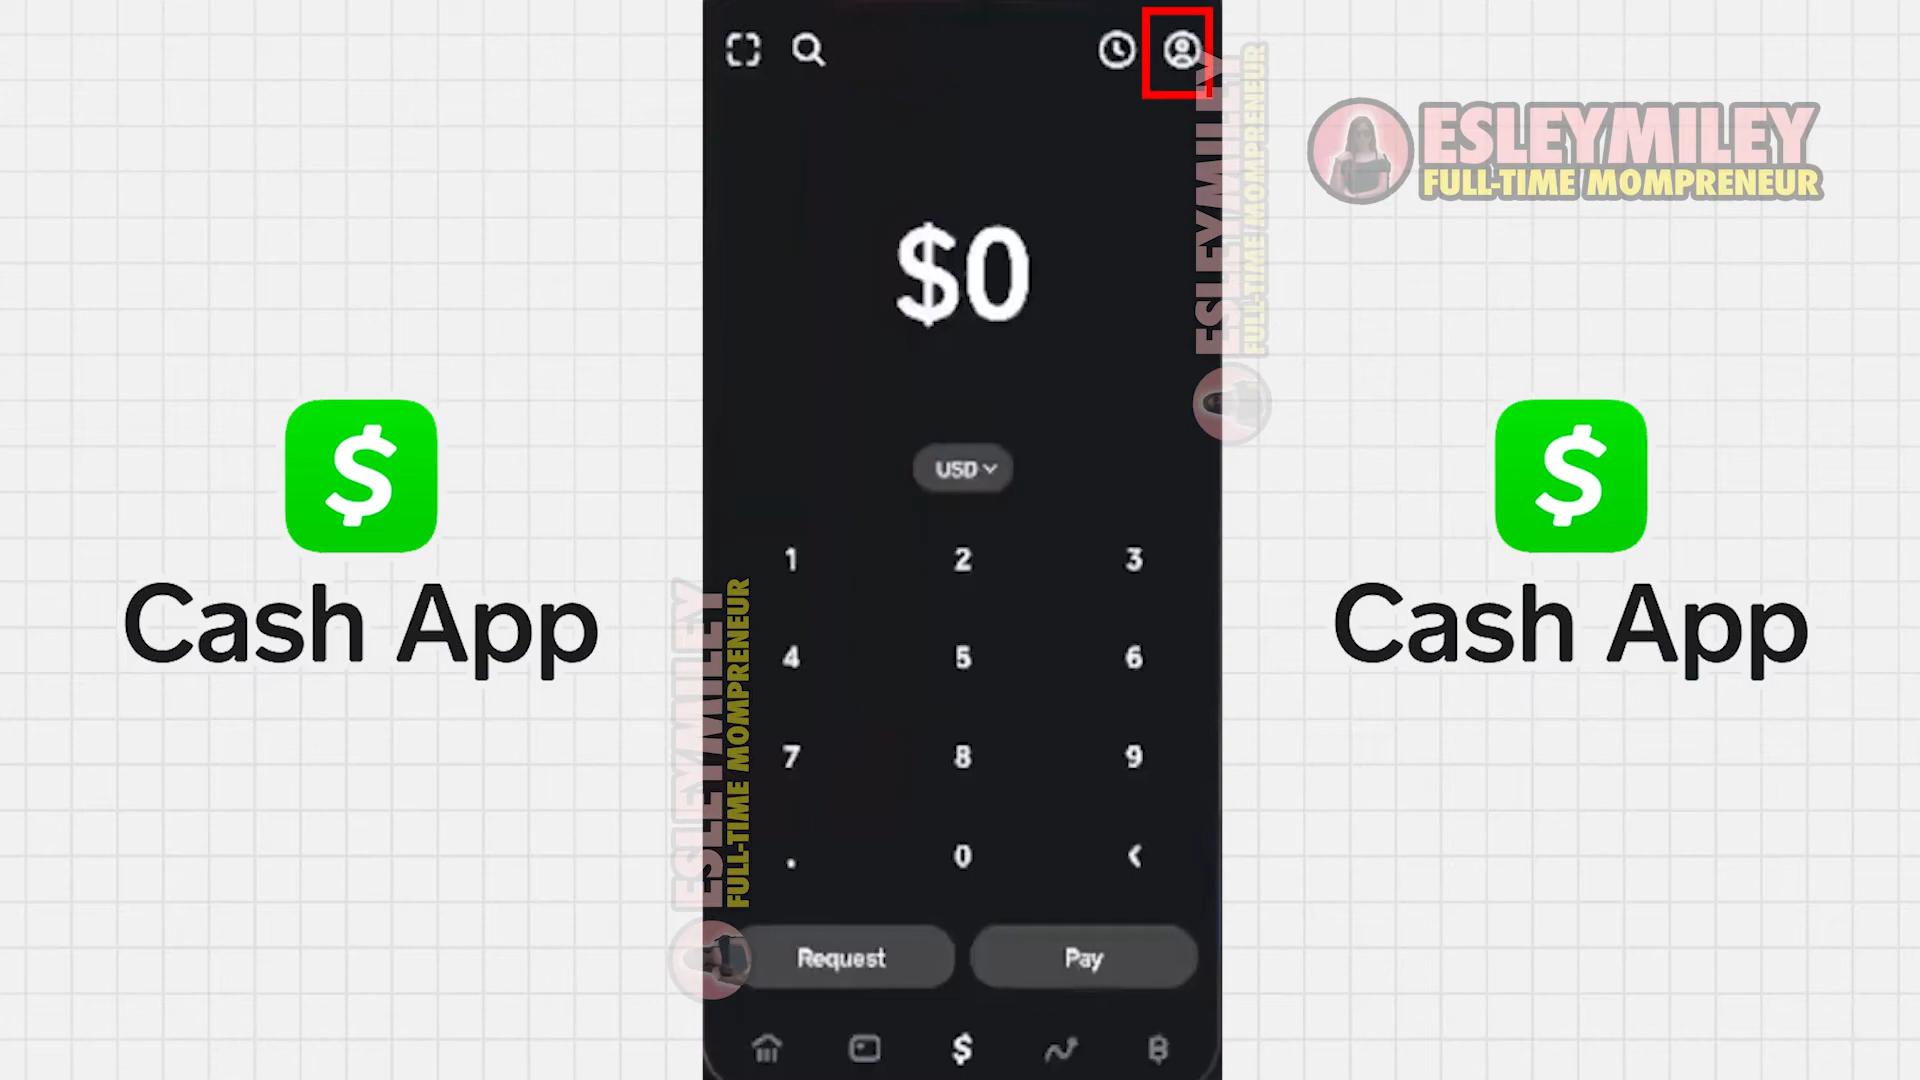 ESLEYMILEY
FULL-TIME MOMPRENEUR
$0
USD
1 2 3
4 5 6
7 8 9
. 0 <
Request Pay
$
Cash App
$
Cash App
ESLEYMILEY
FULL-TIME MOMPRENEUR
ESLEYMILEY
FULL-TIME MOMPRENEUR
$